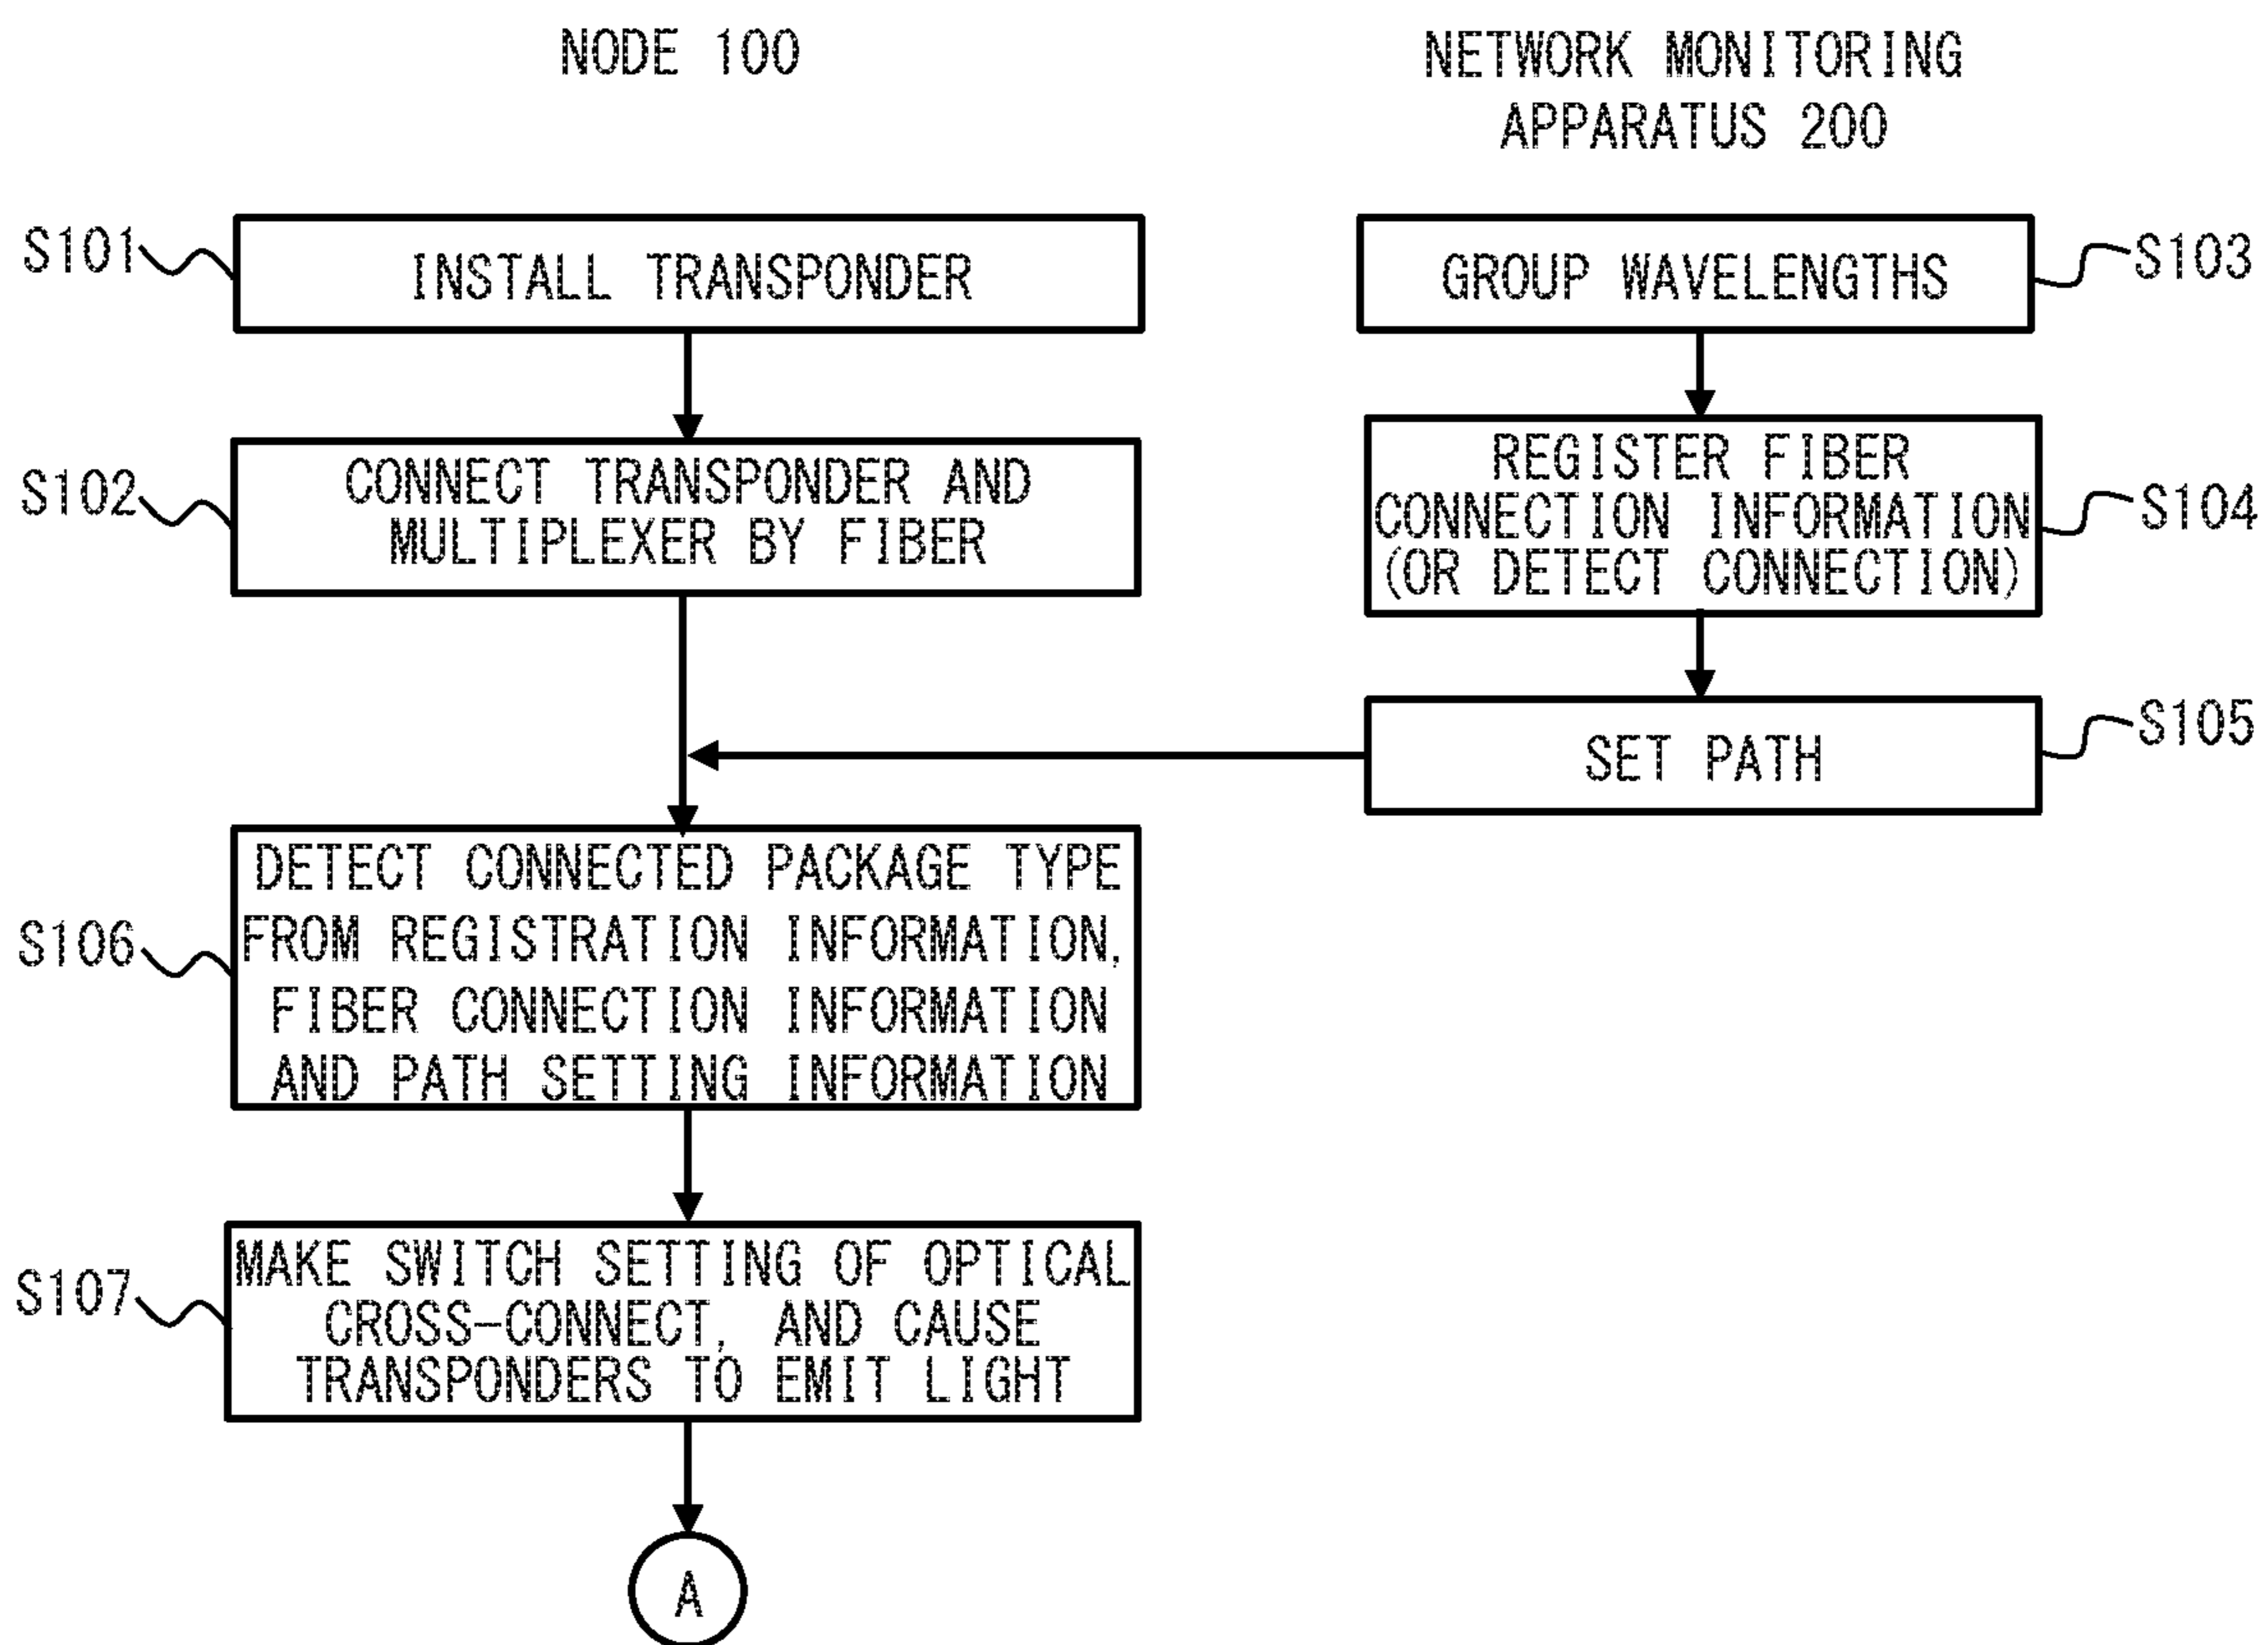 NODE 100
NETWORK MONITORING
APPARATUS 200
S101
INSTALL TRANSPONDER
GROUP WAVELENGTHS
S103
S102
CONNECT TRANSPONDER AND
MULTIPLEXER BY FIBER
REGISTER FIBER
CONNECTION INFORMATION
(OR DETECT CONNECTION)
S104
SET PATH
S105
S106
DETECT CONNECTED PACKAGE TYPE
FROM REGISTRATION INFORMATION,
FIBER CONNECTION INFORMATION
AND PATH SETTING INFORMATION
S107
MAKE SWITCH SETTING OF OPTICAL
CROSS-CONNECT, AND CAUSE
TRANSPONDERS TO EMIT LIGHT
A